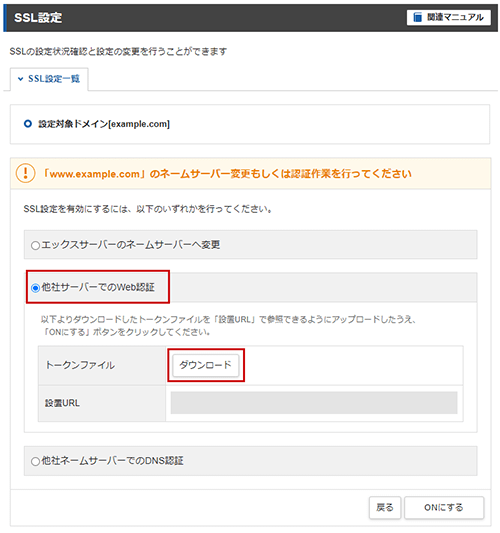 SSL設定
関連マニュアル
SSLの設定状況確認と設定の変更を行うことができます
SSL設定一覧
設定対象ドメイン[example.com]
「www.example.com」のネームサーバー変更もしくは認証作業を行ってください
SSL設定を有効にするには、以下のいずれかを行ってください。
エックスサーバーのネームサーバーへ変更
他社サーバーでのWeb認証
以下よりダウンロードしたトークンファイルを「設置URL」で参照できるようにアップロードしたうえ、
「ONにする」ボタンをクリックしてください。
トークンファイル
ダウンロード
設置URL
他社ネームサーバーでのDNS認証
戻る
ONにする